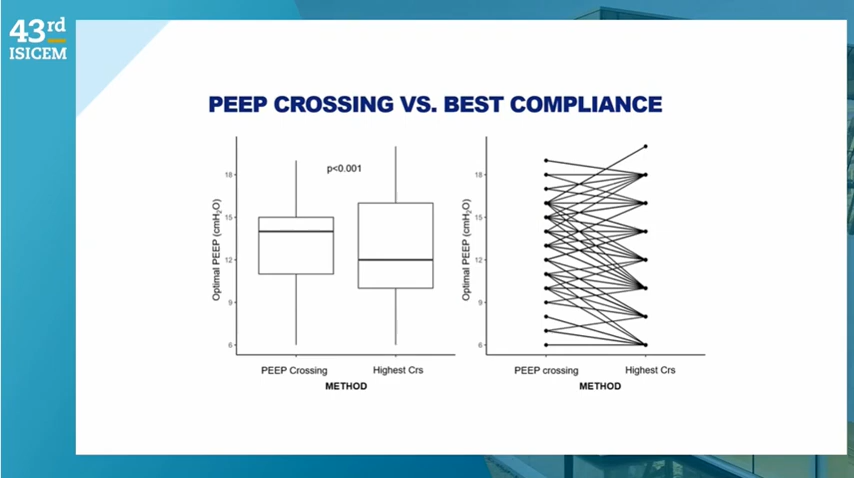 43rd
ISICEM
PEEP CROSSING VS. BEST COMPLIANCE
p<0.001
Optimal PEEP (cmH₂O)
18
15
12
9
6
PEEP Crossing Highest Crs
METHOD
Optimal PEEP (cmH₂O)
18
15
12
9
6
PEEP crossing Highest Crs
METHOD